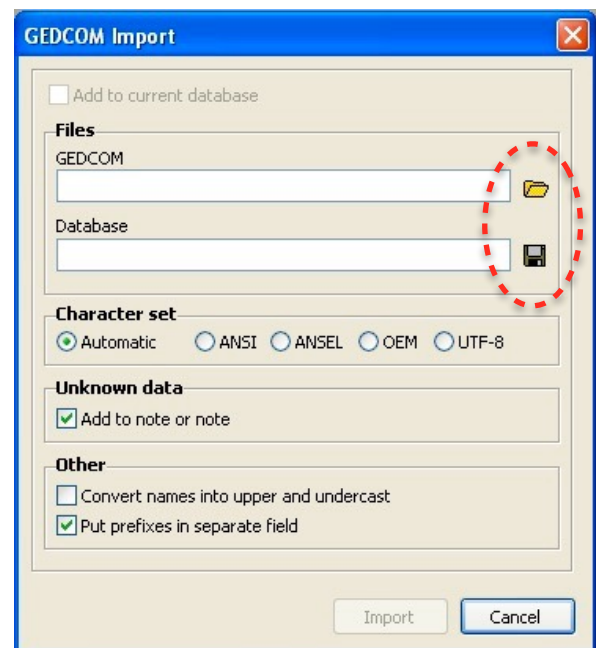 GEDCOM Import
Add to current database
Files
GEDCOM
Database
Character set
Automatic ANSI ANSEL OEM UTF-8
Unknown data
Add to note or note
Other
Convert names into upper and undercast
Put prefixes in separate field
Import Cancel